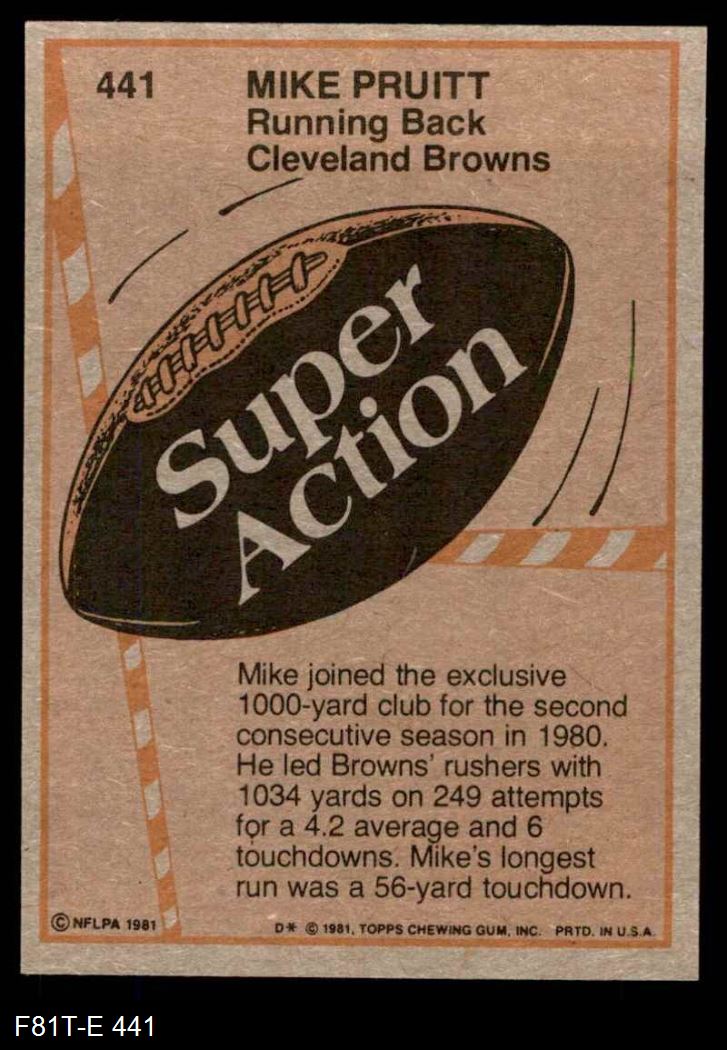 441
MIKE PRUITT
Running Back
Cleveland Browns
Super
Action
Mike joined the exclusive
1000-yard club for the second
consecutive season in 1980.
He led Browns' rushers with
1034 yards on 249 attempts
for a 4.2 average and 6
touchdowns. Mike's longest
run was a 56-yard touchdown.
© NFLPA 1981
D* © 1981, TOPPS CHEWING GUM, INC. PRTD. IN U.S.A.
F81T-E 441